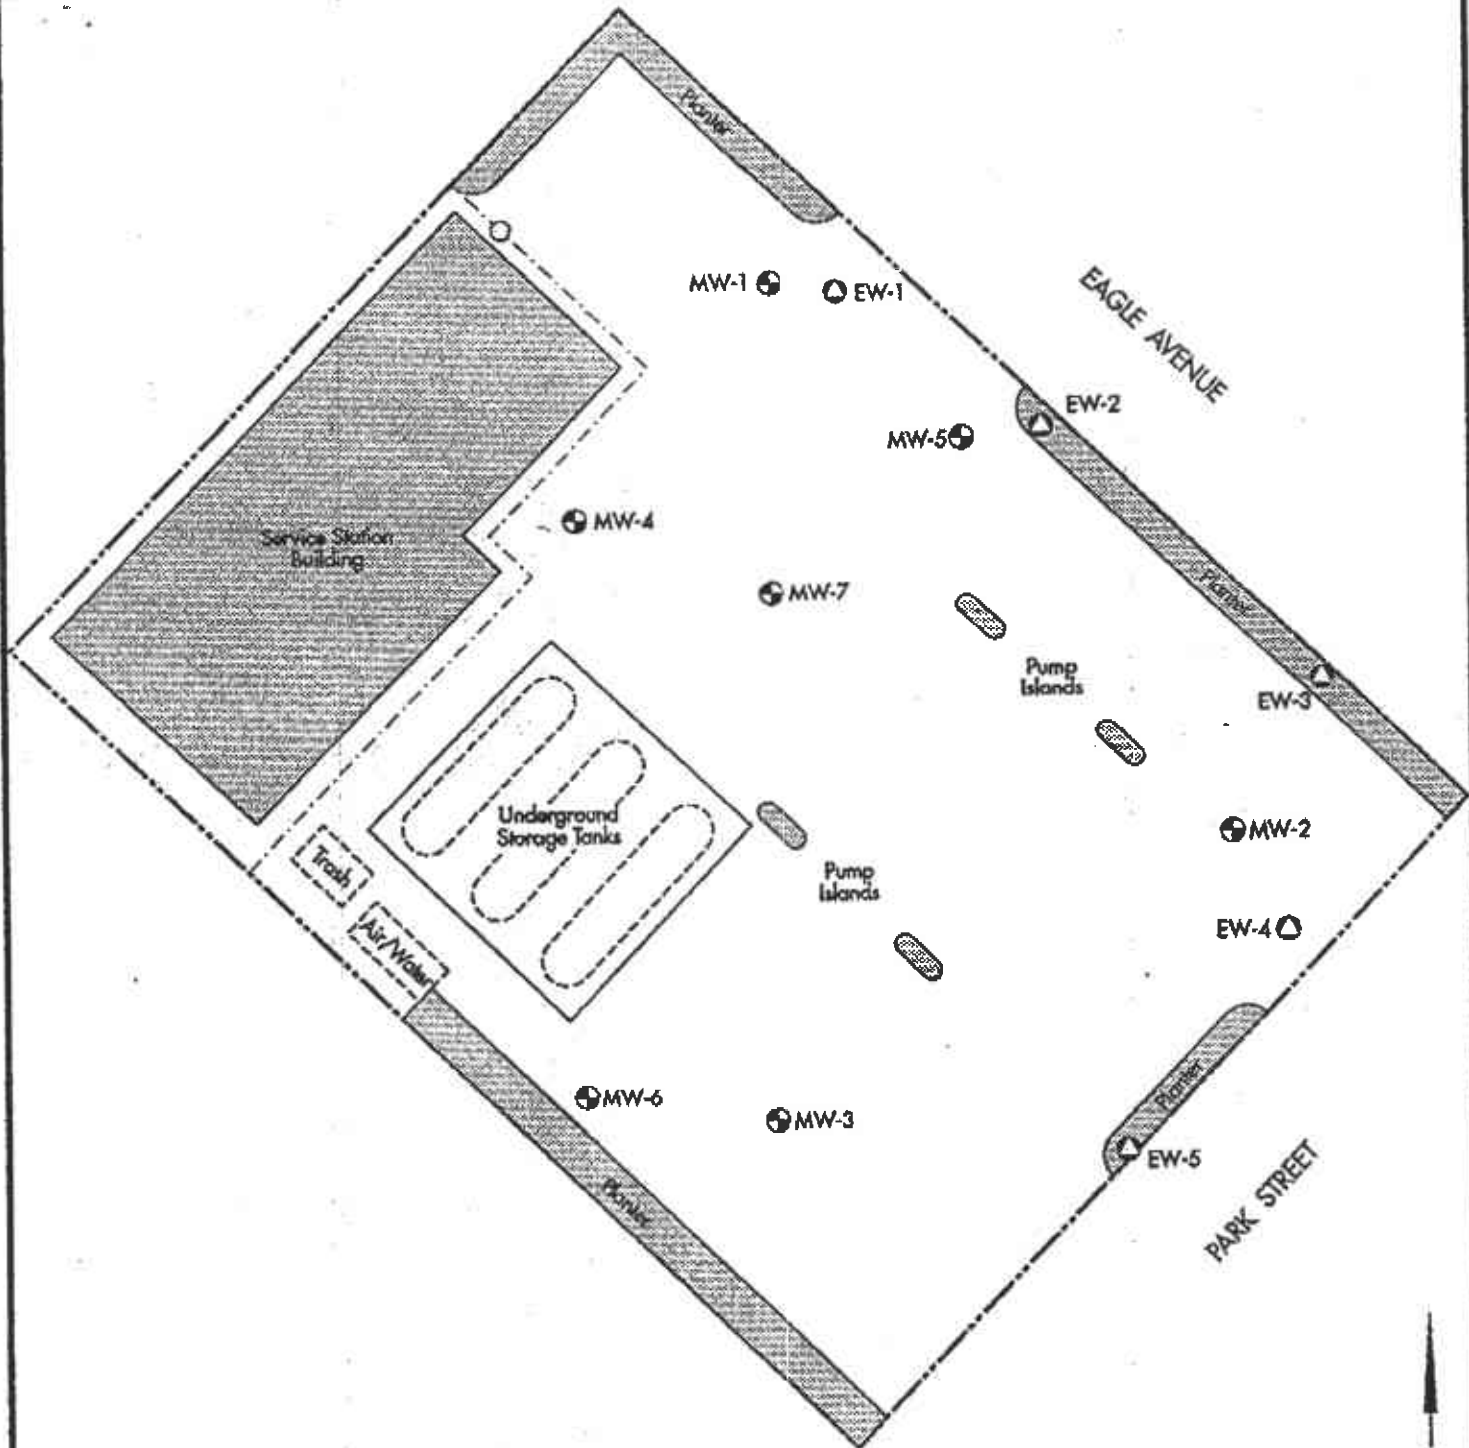 Planter
MW-1
EW-1
EAGLE AVENUE
EW-2
MW-5
MW-4
Service Station
Building
MW-7
Planter
Pump
Islands
EW-3
Underground
Storage Tanks
MW-2
Trash
Pump
Islands
Air/Water
EW-4
Planter
MW-6
MW-3
EW-5
PARK STREET
Planter